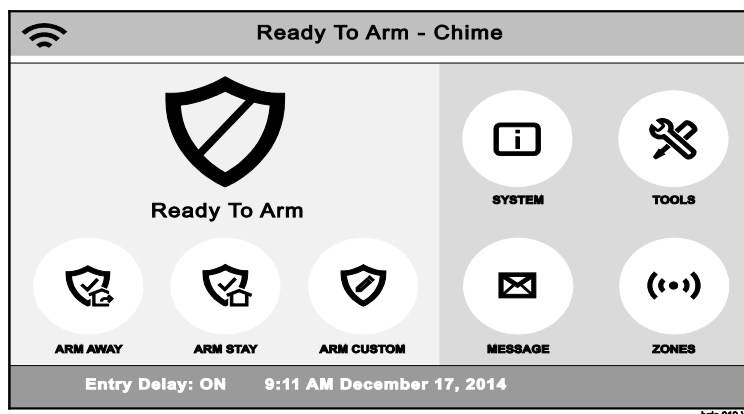 Ready To Arm - Chime
Ready To Arm
SYSTEM
TOOLS
ARM AWAY
ARM STAY
ARM CUSTOM
MESSAGE
ZONES
Entry Delay: ON 9:11 AM December 17, 2014